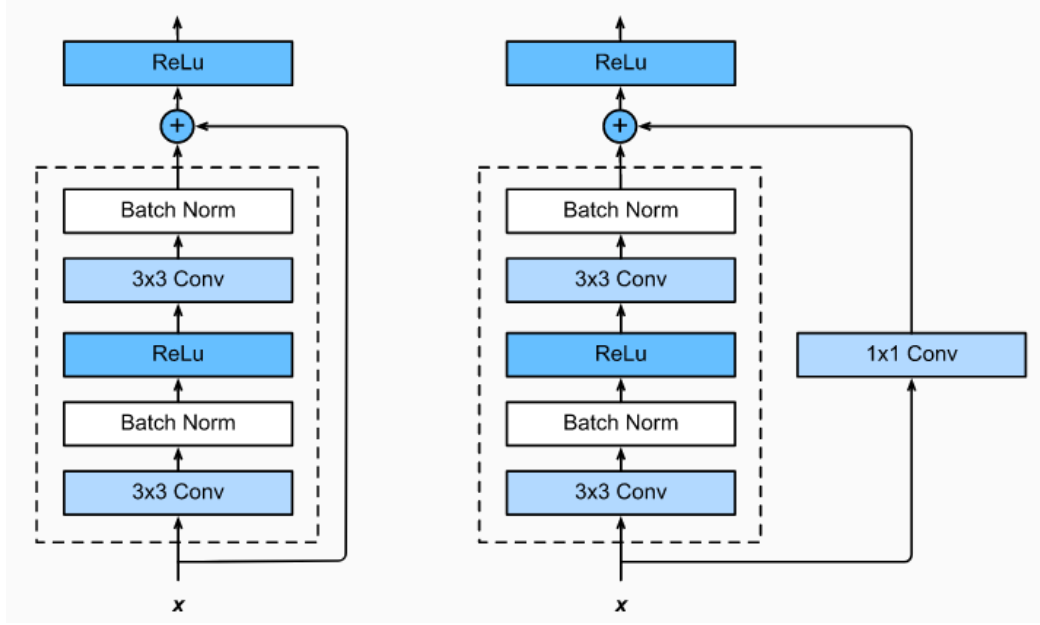 ReLu
+
Batch Norm
3x3 Conv
ReLu
Batch Norm
3x3 Conv
x
ReLu
+
Batch Norm
3x3 Conv
ReLu
Batch Norm
3x3 Conv
x
1x1 Conv